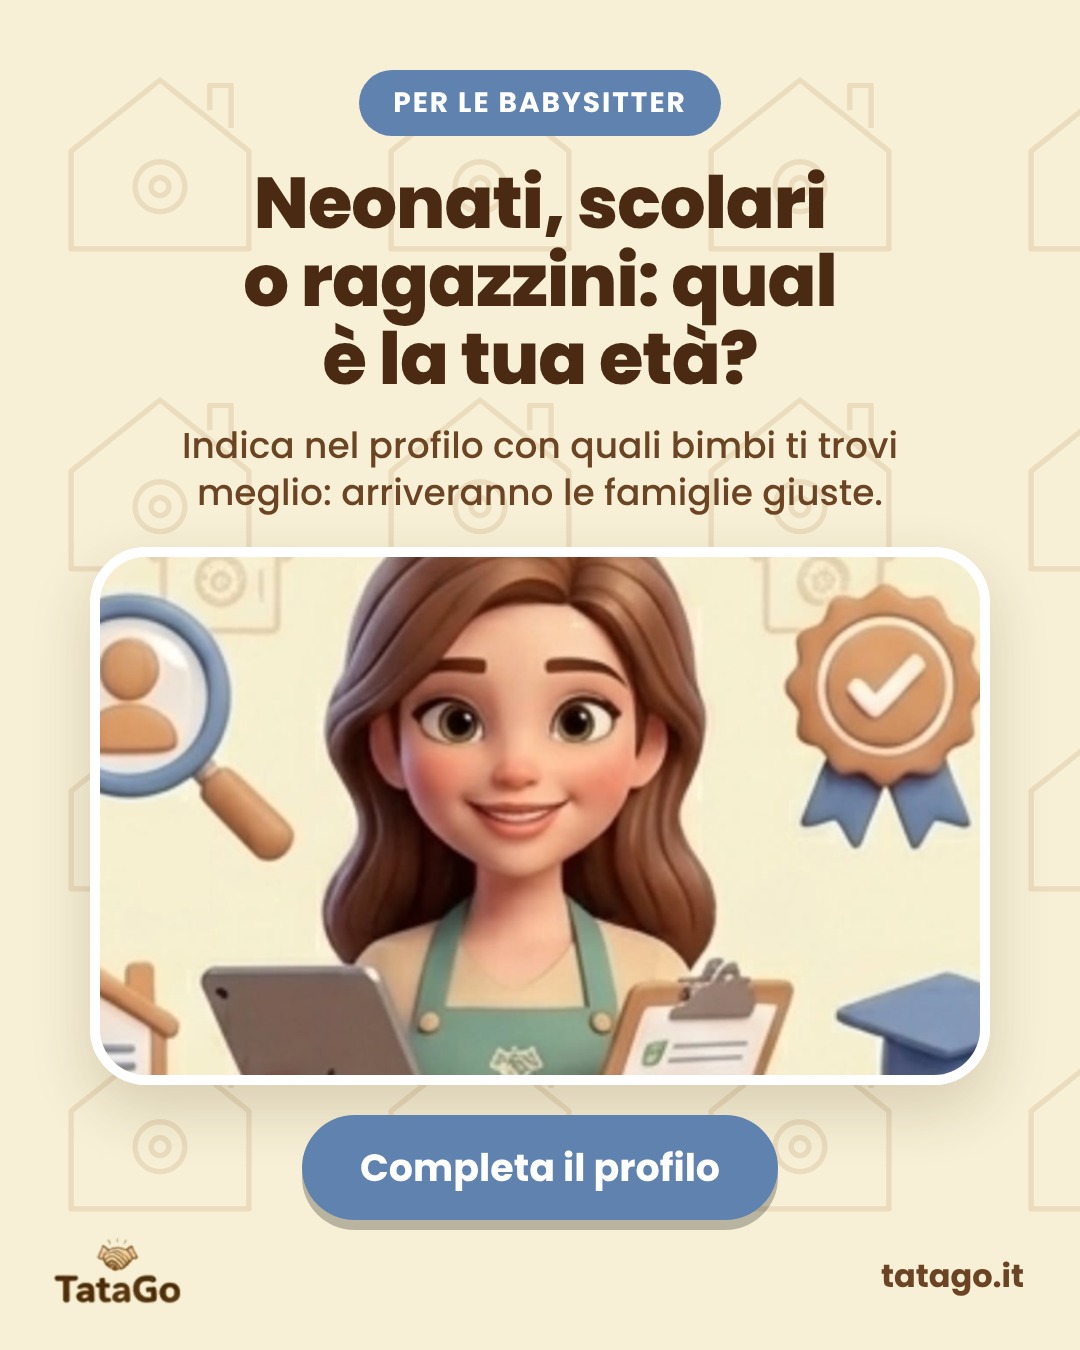 PER LE BABYSITTER
Neonati, scolari
o ragazzini: qual
è la tua età?
Indica nel profilo con quali bimbi ti trovi
meglio: arriveranno le famiglie giuste.
Completa il profilo
TataGo
tatago.it